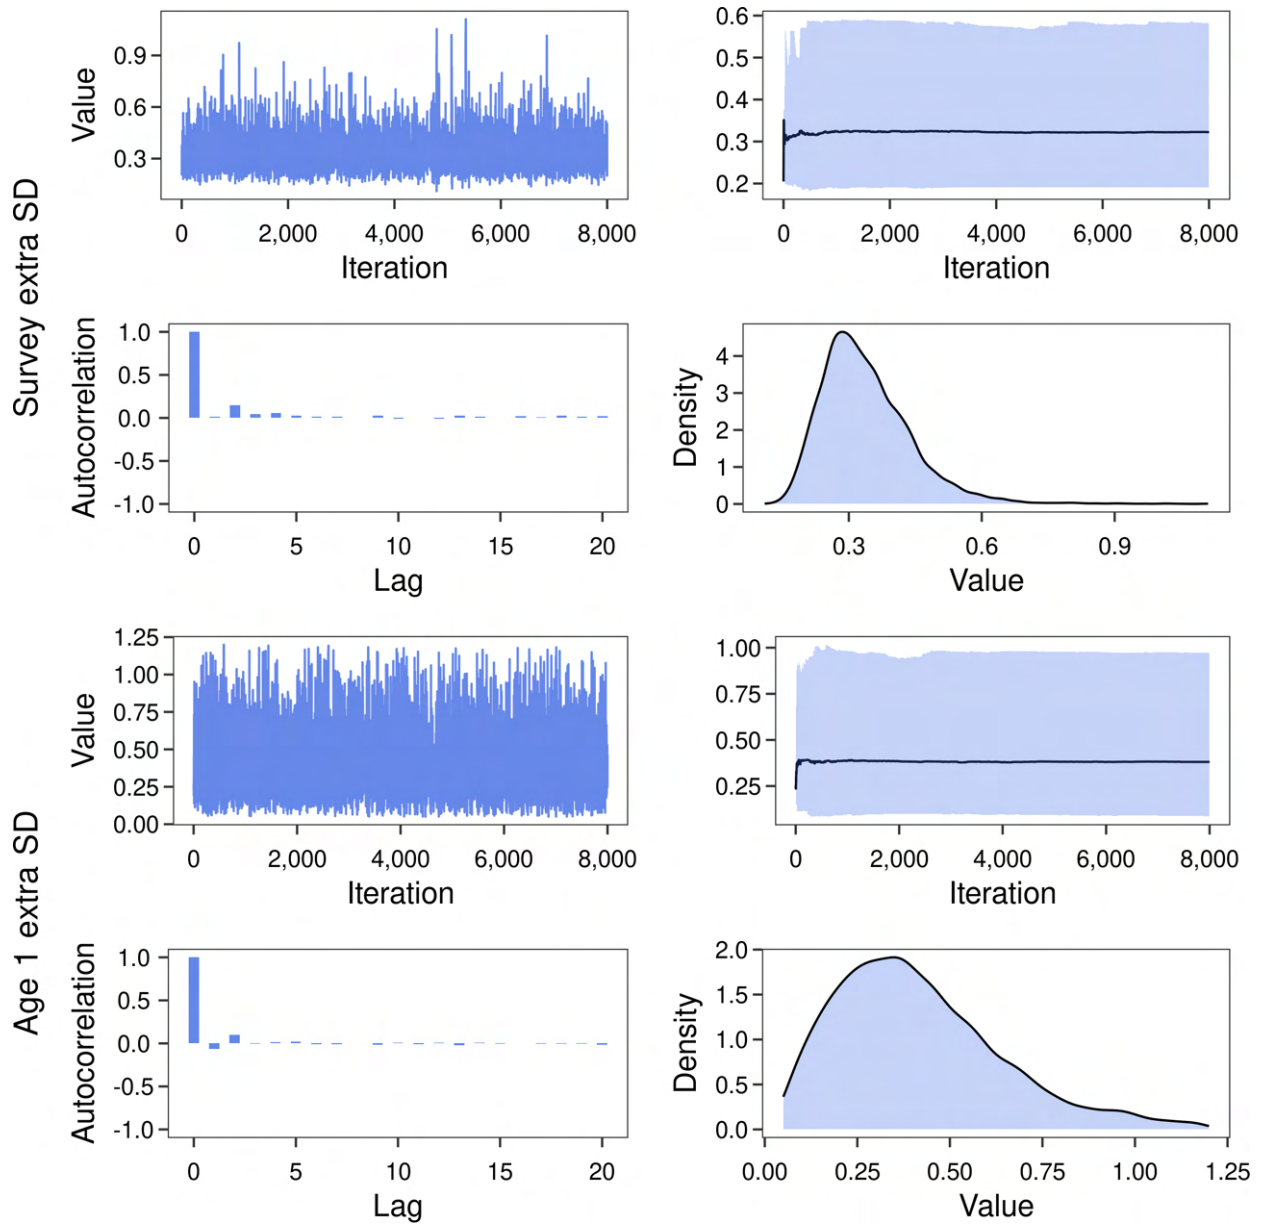 Survey extra SD
Value
0.9
0.6
0.3
0 2,000 4,000 6,000 8,000
Iteration
0.6
0.5
0.4
0.3
0.2
0 2,000 4,000 6,000 8,000
Iteration
Autocorrelation
1.0
0.5
0.0
-0.5
-1.0
0 5 10 15 20
Lag
Density
4
3
2
1
0
0.3 0.6 0.9
Value
Age 1 extra SD
Value
1.25
1.00
0.75
0.50
0.25
0.00
0 2,000 4,000 6,000 8,000
Iteration
1.00
0.75
0.50
0.25
0 2,000 4,000 6,000 8,000
Iteration
Autocorrelation
1.0
0.5
0.0
-0.5
-1.0
0 5 10 15 20
Lag
Density
2.0
1.5
1.0
0.5
0.0
0.00 0.25 0.50 0.75 1.00 1.25
Value